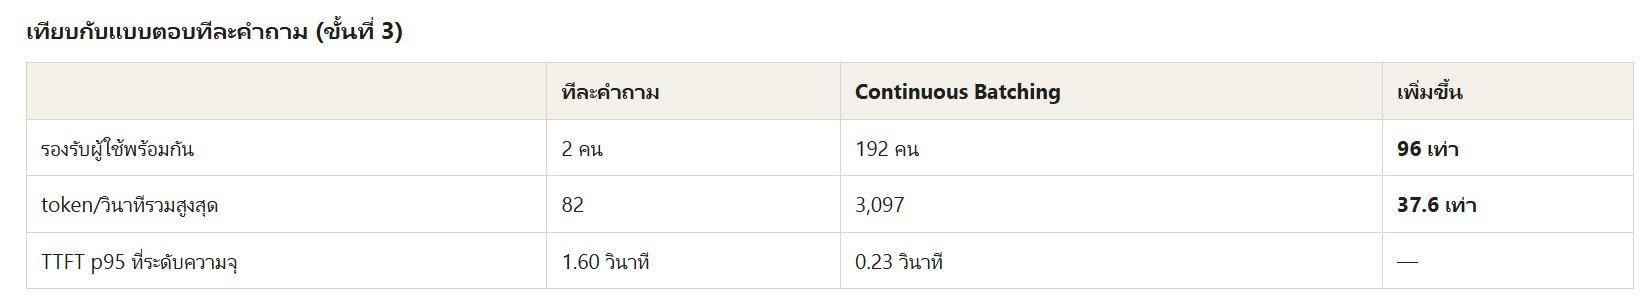 เทียบกับแบบตอบทีละคำถาม (ขั้นที่ 3)
ทีละคำถาม Continuous Batching เพิ่มขึ้น
รองรับผู้ใช้พร้อมกัน 2 คน 192 คน 96 เท่า
token/วินาทีรวมสูงสุด 82 3,097 37.6 เท่า
TTFT p95 ที่ระดับความจุ 1.60 วินาที 0.23 วินาที —